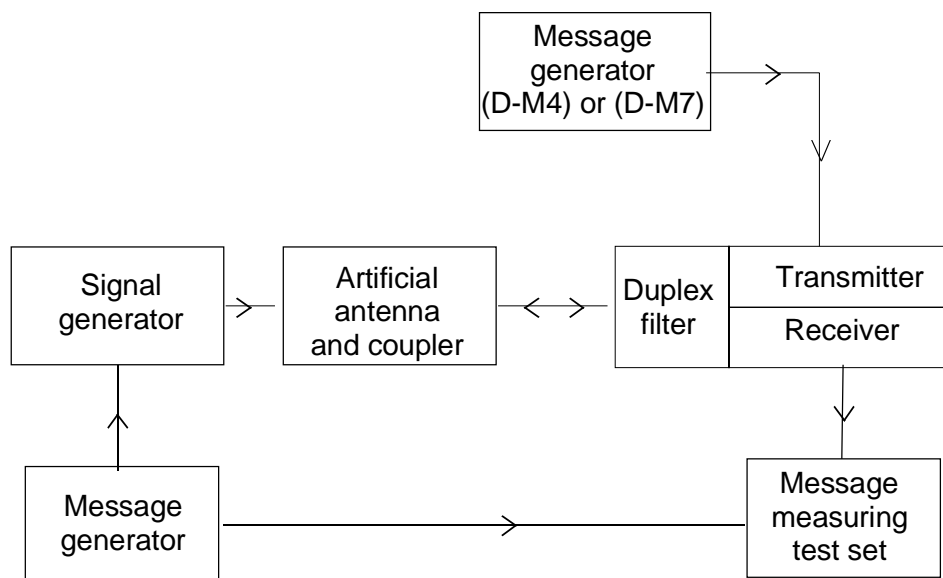 Message
generator
(D-M4) or (D-M7)
Signal
generator
Artificial
antenna
and coupler
Duplex
filter
Transmitter
Receiver
Message
generator
Message
measuring
test set